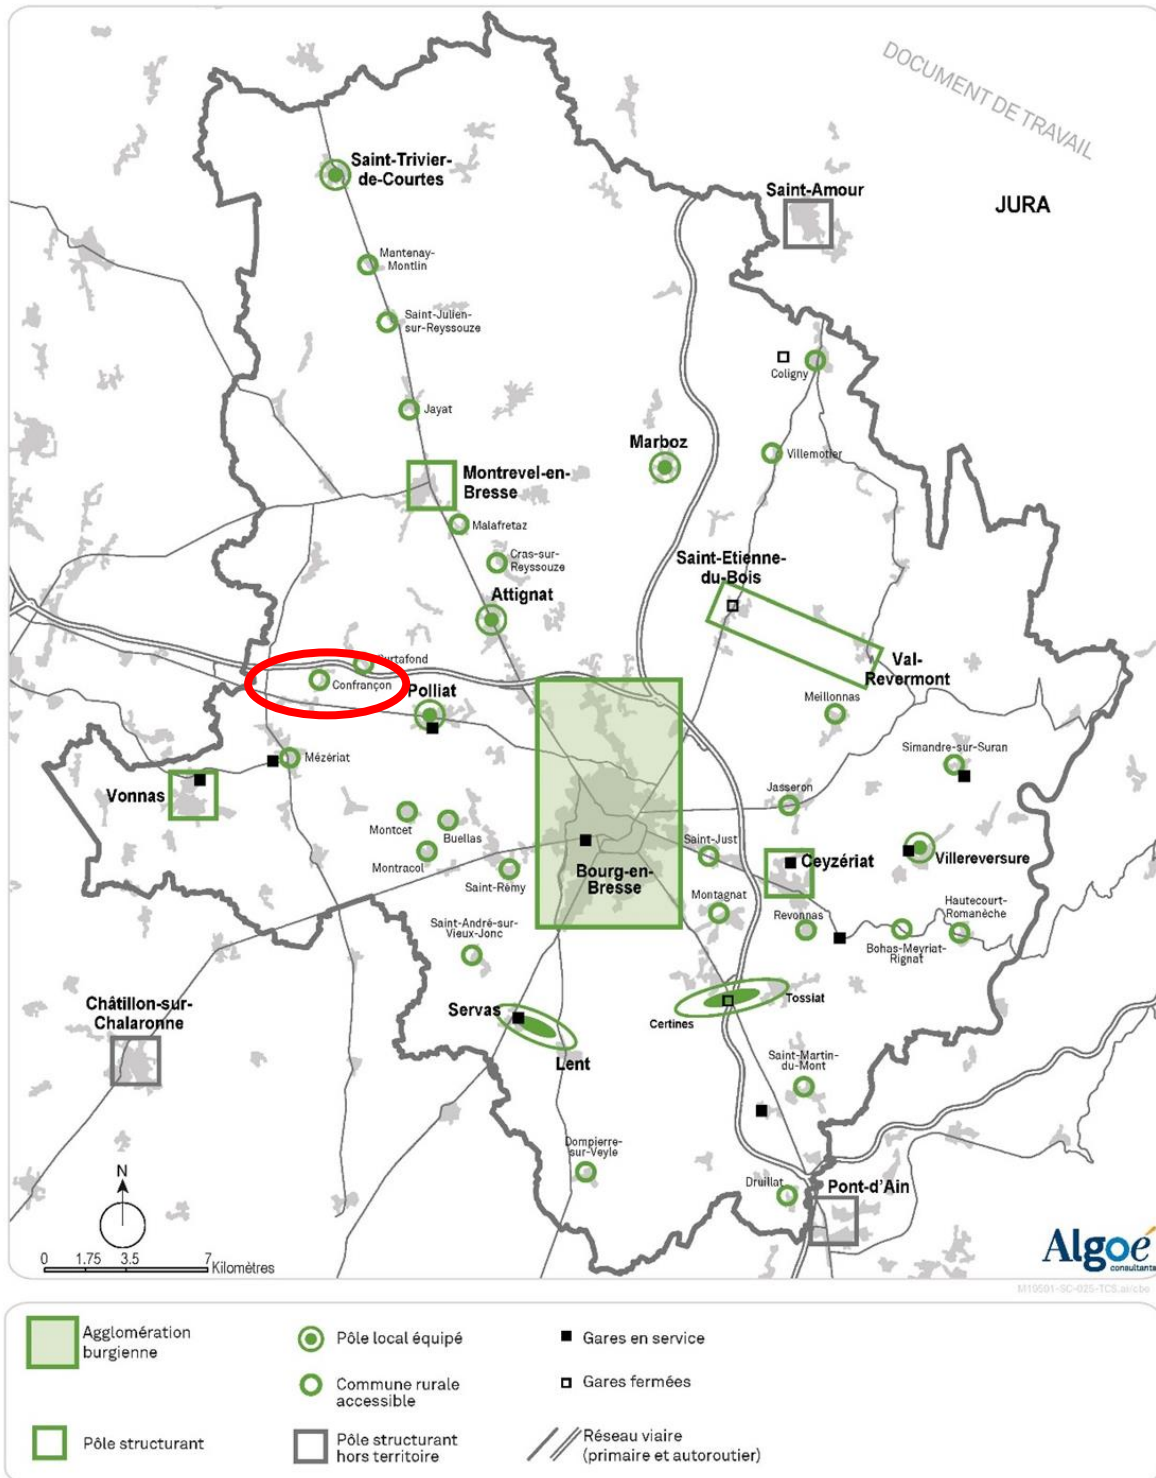 DOCUMENT DE TRAVAIL
JURA
Saint-Trivier-
de-Courtes
Saint-Amour
Mantenay-
Montlin
Saint-Julien-
sur-Reyssouze
Coligny
Jayat
Marboz
Villemotier
Montrevel-en-
Bresse
Malafretaz
Cras-sur-
Reyssouze
Saint-Etienne-
du-Bois
Attignat
Curtafond
Confrançon
Polliat
Val-
Revermont
Meillonnas
Simandre-sur-Suran
Mézériat
Vonnas
Jasseron
Montcet
Buellas
Montracol
Saint-Rémy
Saint-Just
Ceyzériat
Villereversure
Bourg-en-
Bresse
Montagnat
Revonnas
Hautecourt-
Romanèche
Bohas-Meyriat-
Rignat
Saint-André-sur-
Vieux-Jonc
Châtillon-sur-
Chalaronne
Servas
Lent
Certines
Tossiat
Saint-Martin-
du-Mont
Dompierre-
sur-Veyle
Druillat
Pont-d'Ain
N
0 1.75 3.5 7 Kilomètres
Algoé
consultants
Agglomération
burgienne
Pôle local équipé
Gares en service
Commune rurale
accessible
Gares fermées
Pôle structurant
Pôle structurant
hors territoire
Réseau viaire
(primaire et autoroutier)